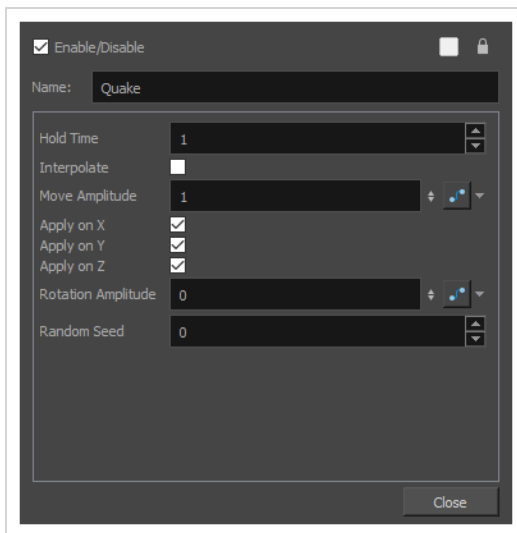 Enable/Disable
Name: Quake
Hold Time 1
Interpolate
Move Amplitude 1
Apply on X
Apply on Y
Apply on Z
Rotation Amplitude 0
Random Seed 0
Close